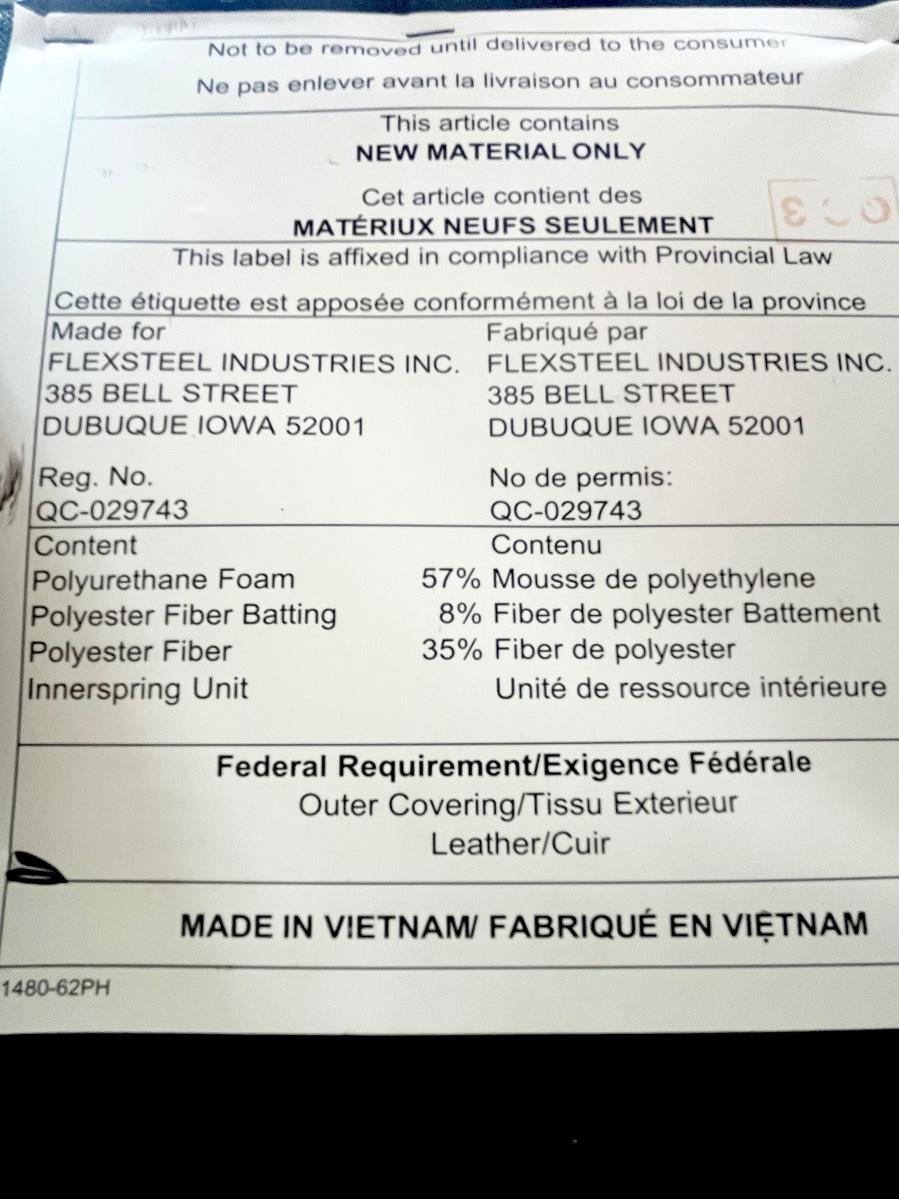 Not to be removed until delivered to the consumer
Ne pas enlever avant la livraison au consommateur
This article contains
NEW MATERIAL ONLY
Cet article contient des
MATÉRIUX NEUFS SEULEMENT
This label is affixed in compliance with Provincial Law
Cette étiquette est apposée conformément à la loi de la province
Made for Fabriqué par
FLEXSTEEL INDUSTRIES INC. FLEXSTEEL INDUSTRIES INC.
385 BELL STREET 385 BELL STREET
DUBUQUE IOWA 52001 DUBUQUE IOWA 52001
Reg. No. No de permis:
QC-029743 QC-029743
Content Contenu
Polyurethane Foam 57% Mousse de polyethylene
Polyester Fiber Batting 8% Fiber de polyester Battement
Polyester Fiber 35% Fiber de polyester
Innerspring Unit Unité de ressource intérieure
Federal Requirement/Exigence Fédérale
Outer Covering/Tissu Exterieur
Leather/Cuir
MADE IN VIETNAM/ FABRIQUÉ EN VIỆTNAM
1480-62PH